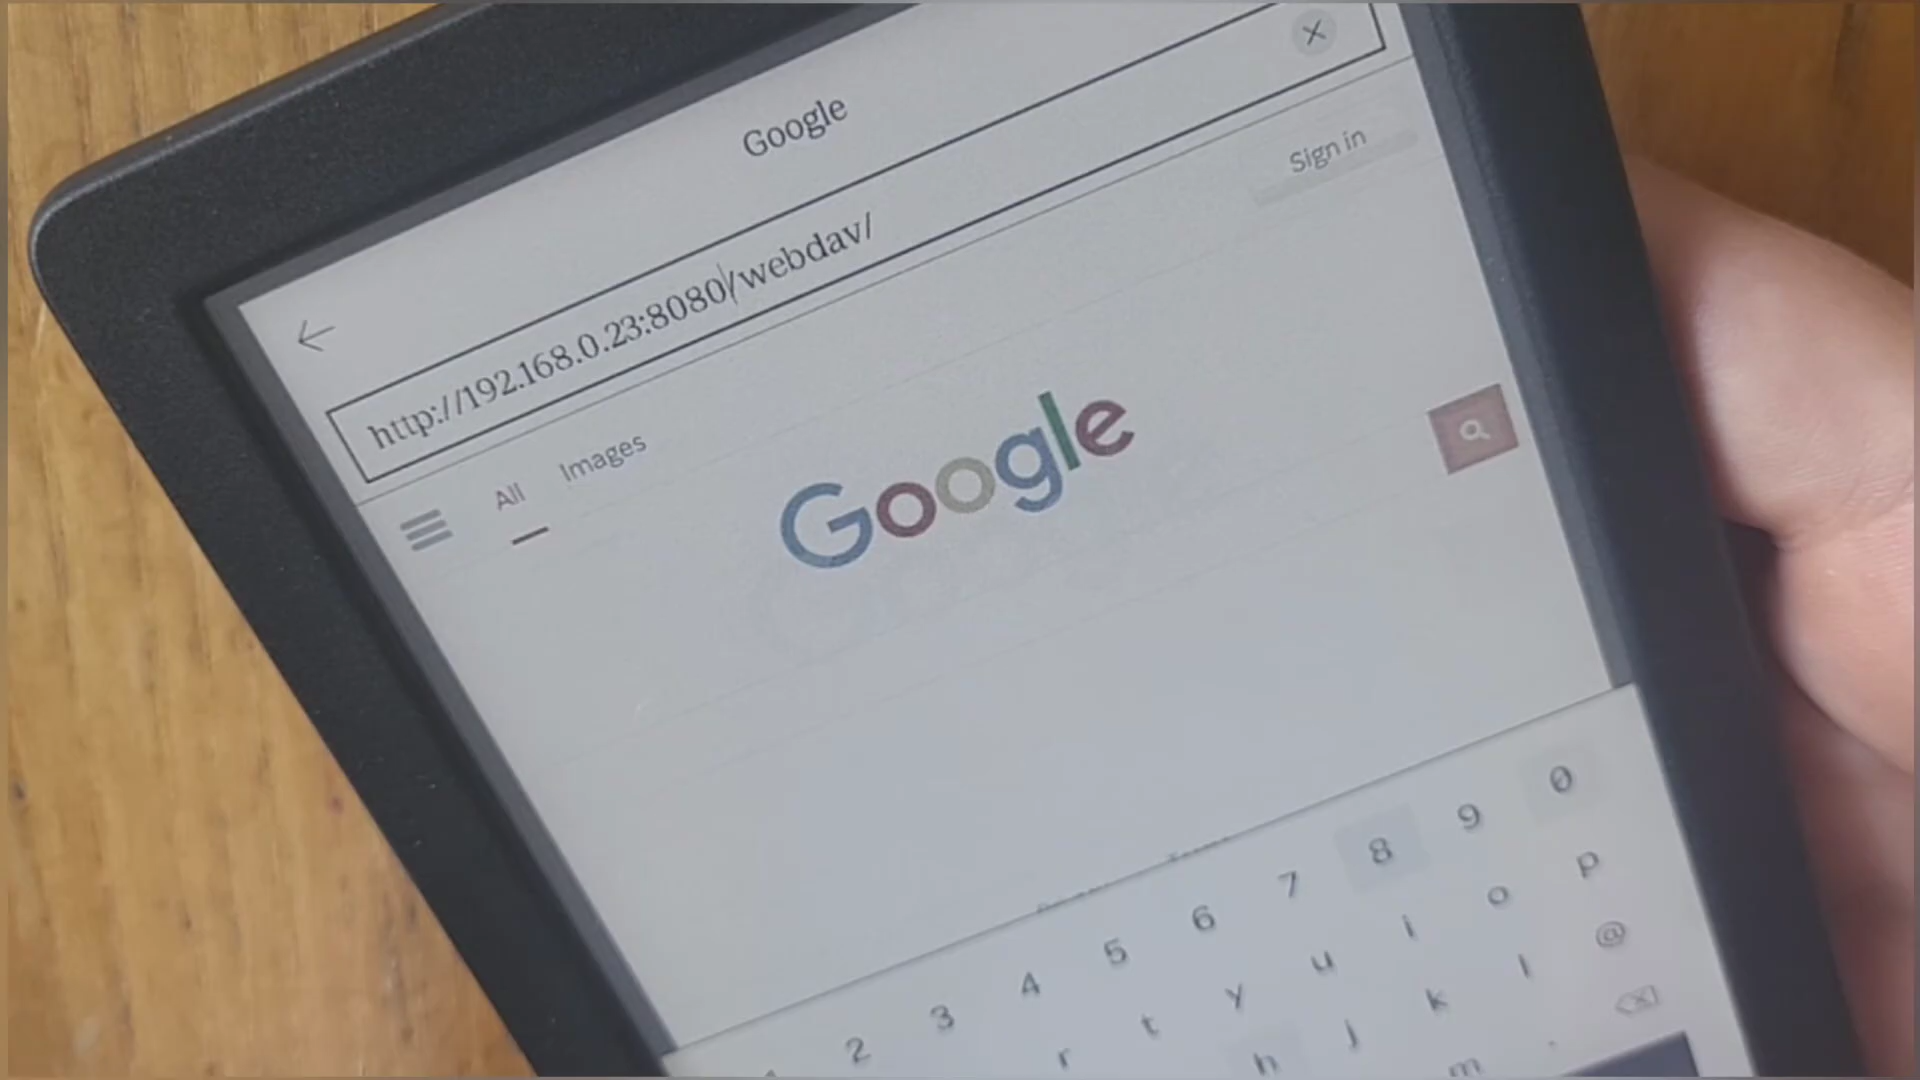 Google
http://192.168.0.23:8080/webdav/
Sign in
All Images
Google
2 3 4 5 6 7 8 9 0
r t y u i o p
h j k l @
m .